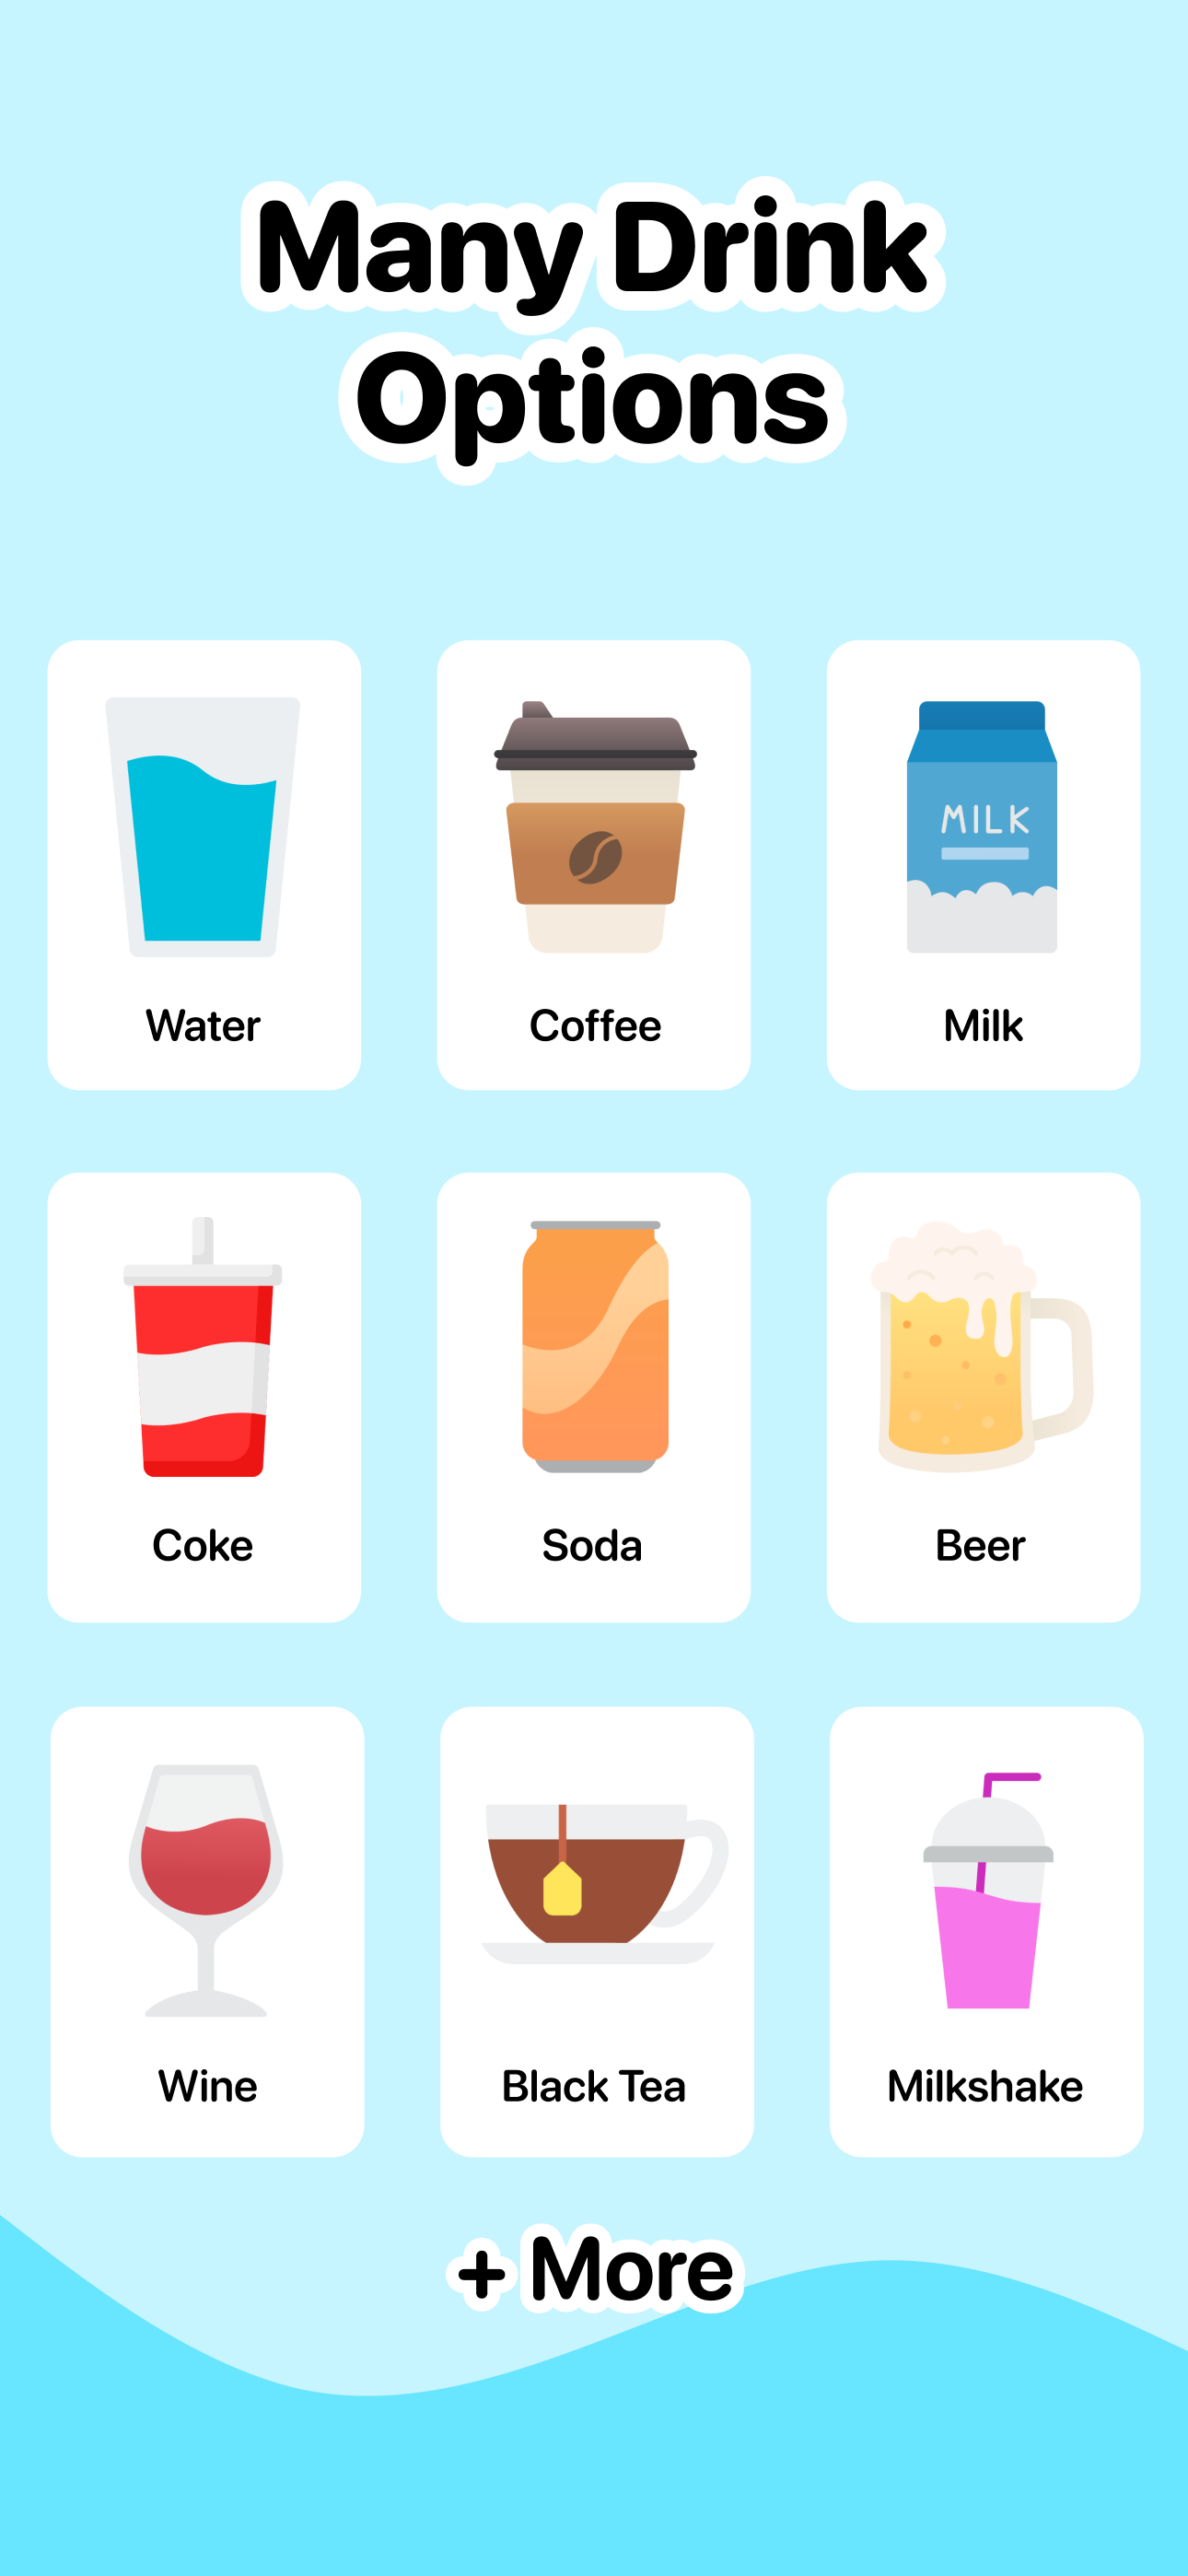 Many Drink
Options
MILK
Water
Coffee
Milk
Coke
Soda
Beer
Wine
Black Tea
Milkshake
+ More